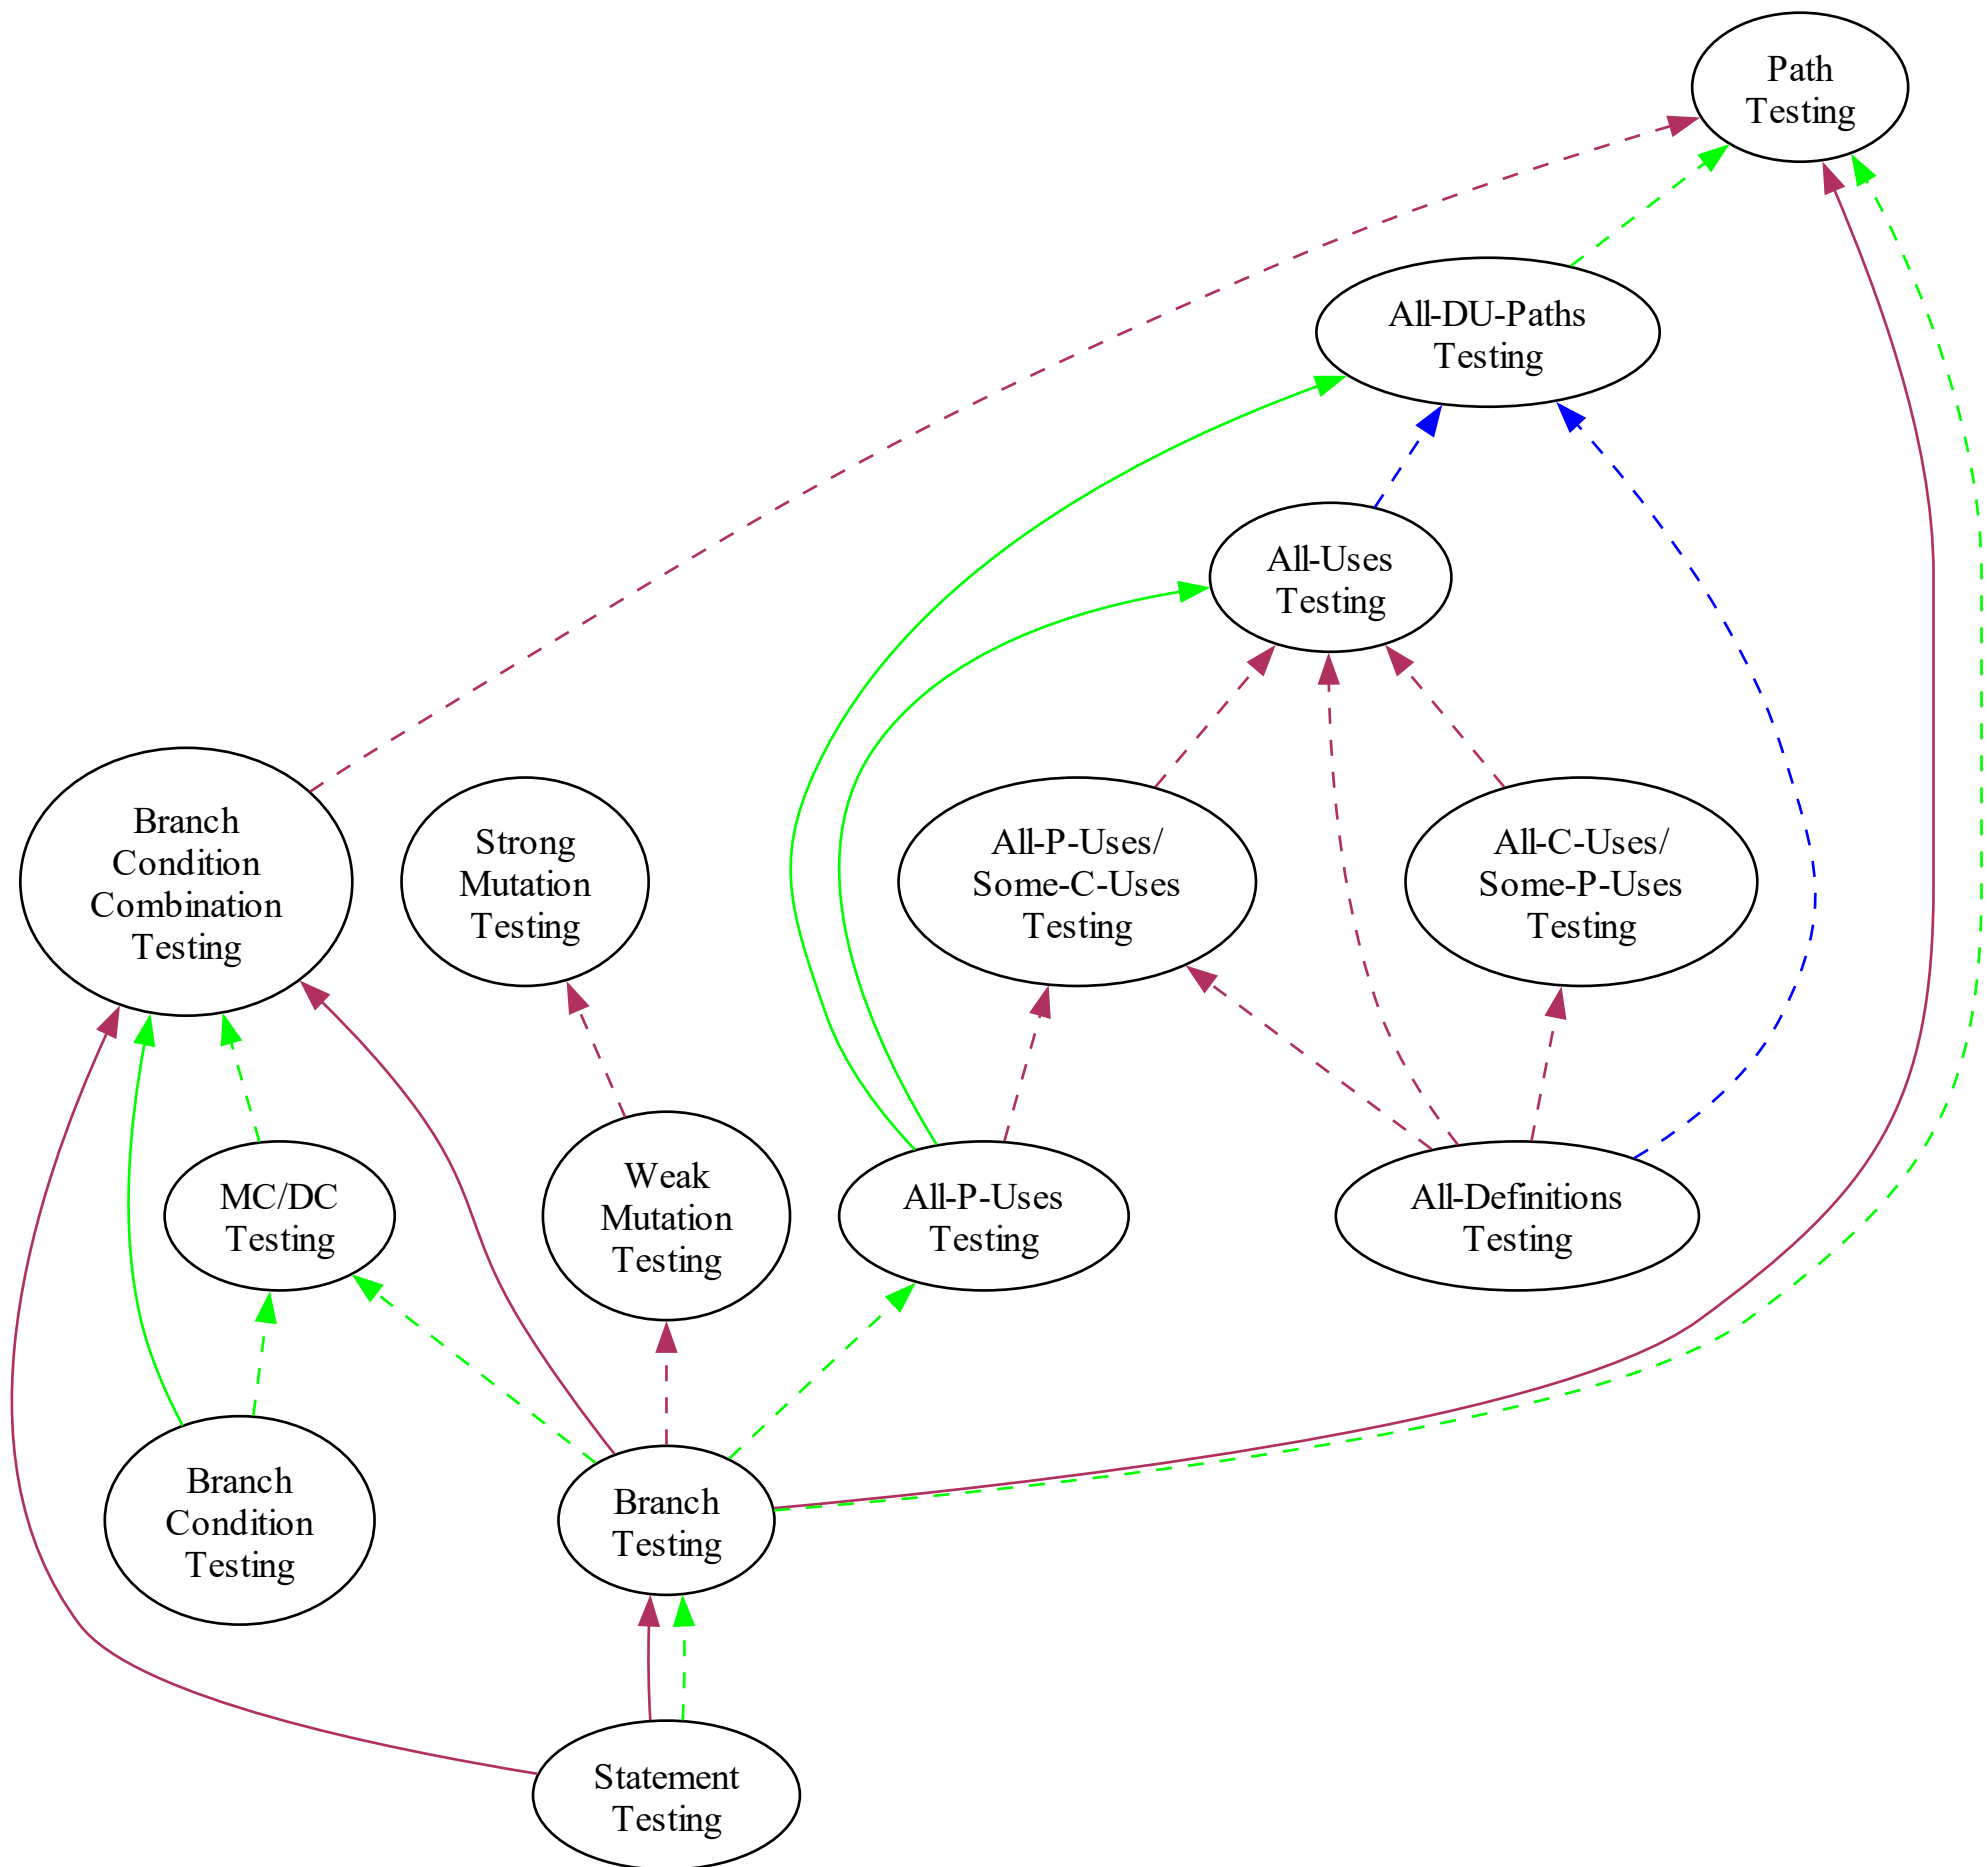 Path
Testing
All-DU-Paths
Testing
All-Uses
Testing
Branch
Condition
Combination
Testing
Strong
Mutation
Testing
All-P-Uses/
Some-C-Uses
Testing
All-C-Uses/
Some-P-Uses
Testing
MC/DC
Testing
Weak
Mutation
Testing
All-P-Uses
Testing
All-Definitions
Testing
Branch
Condition
Testing
Branch
Testing
Statement
Testing